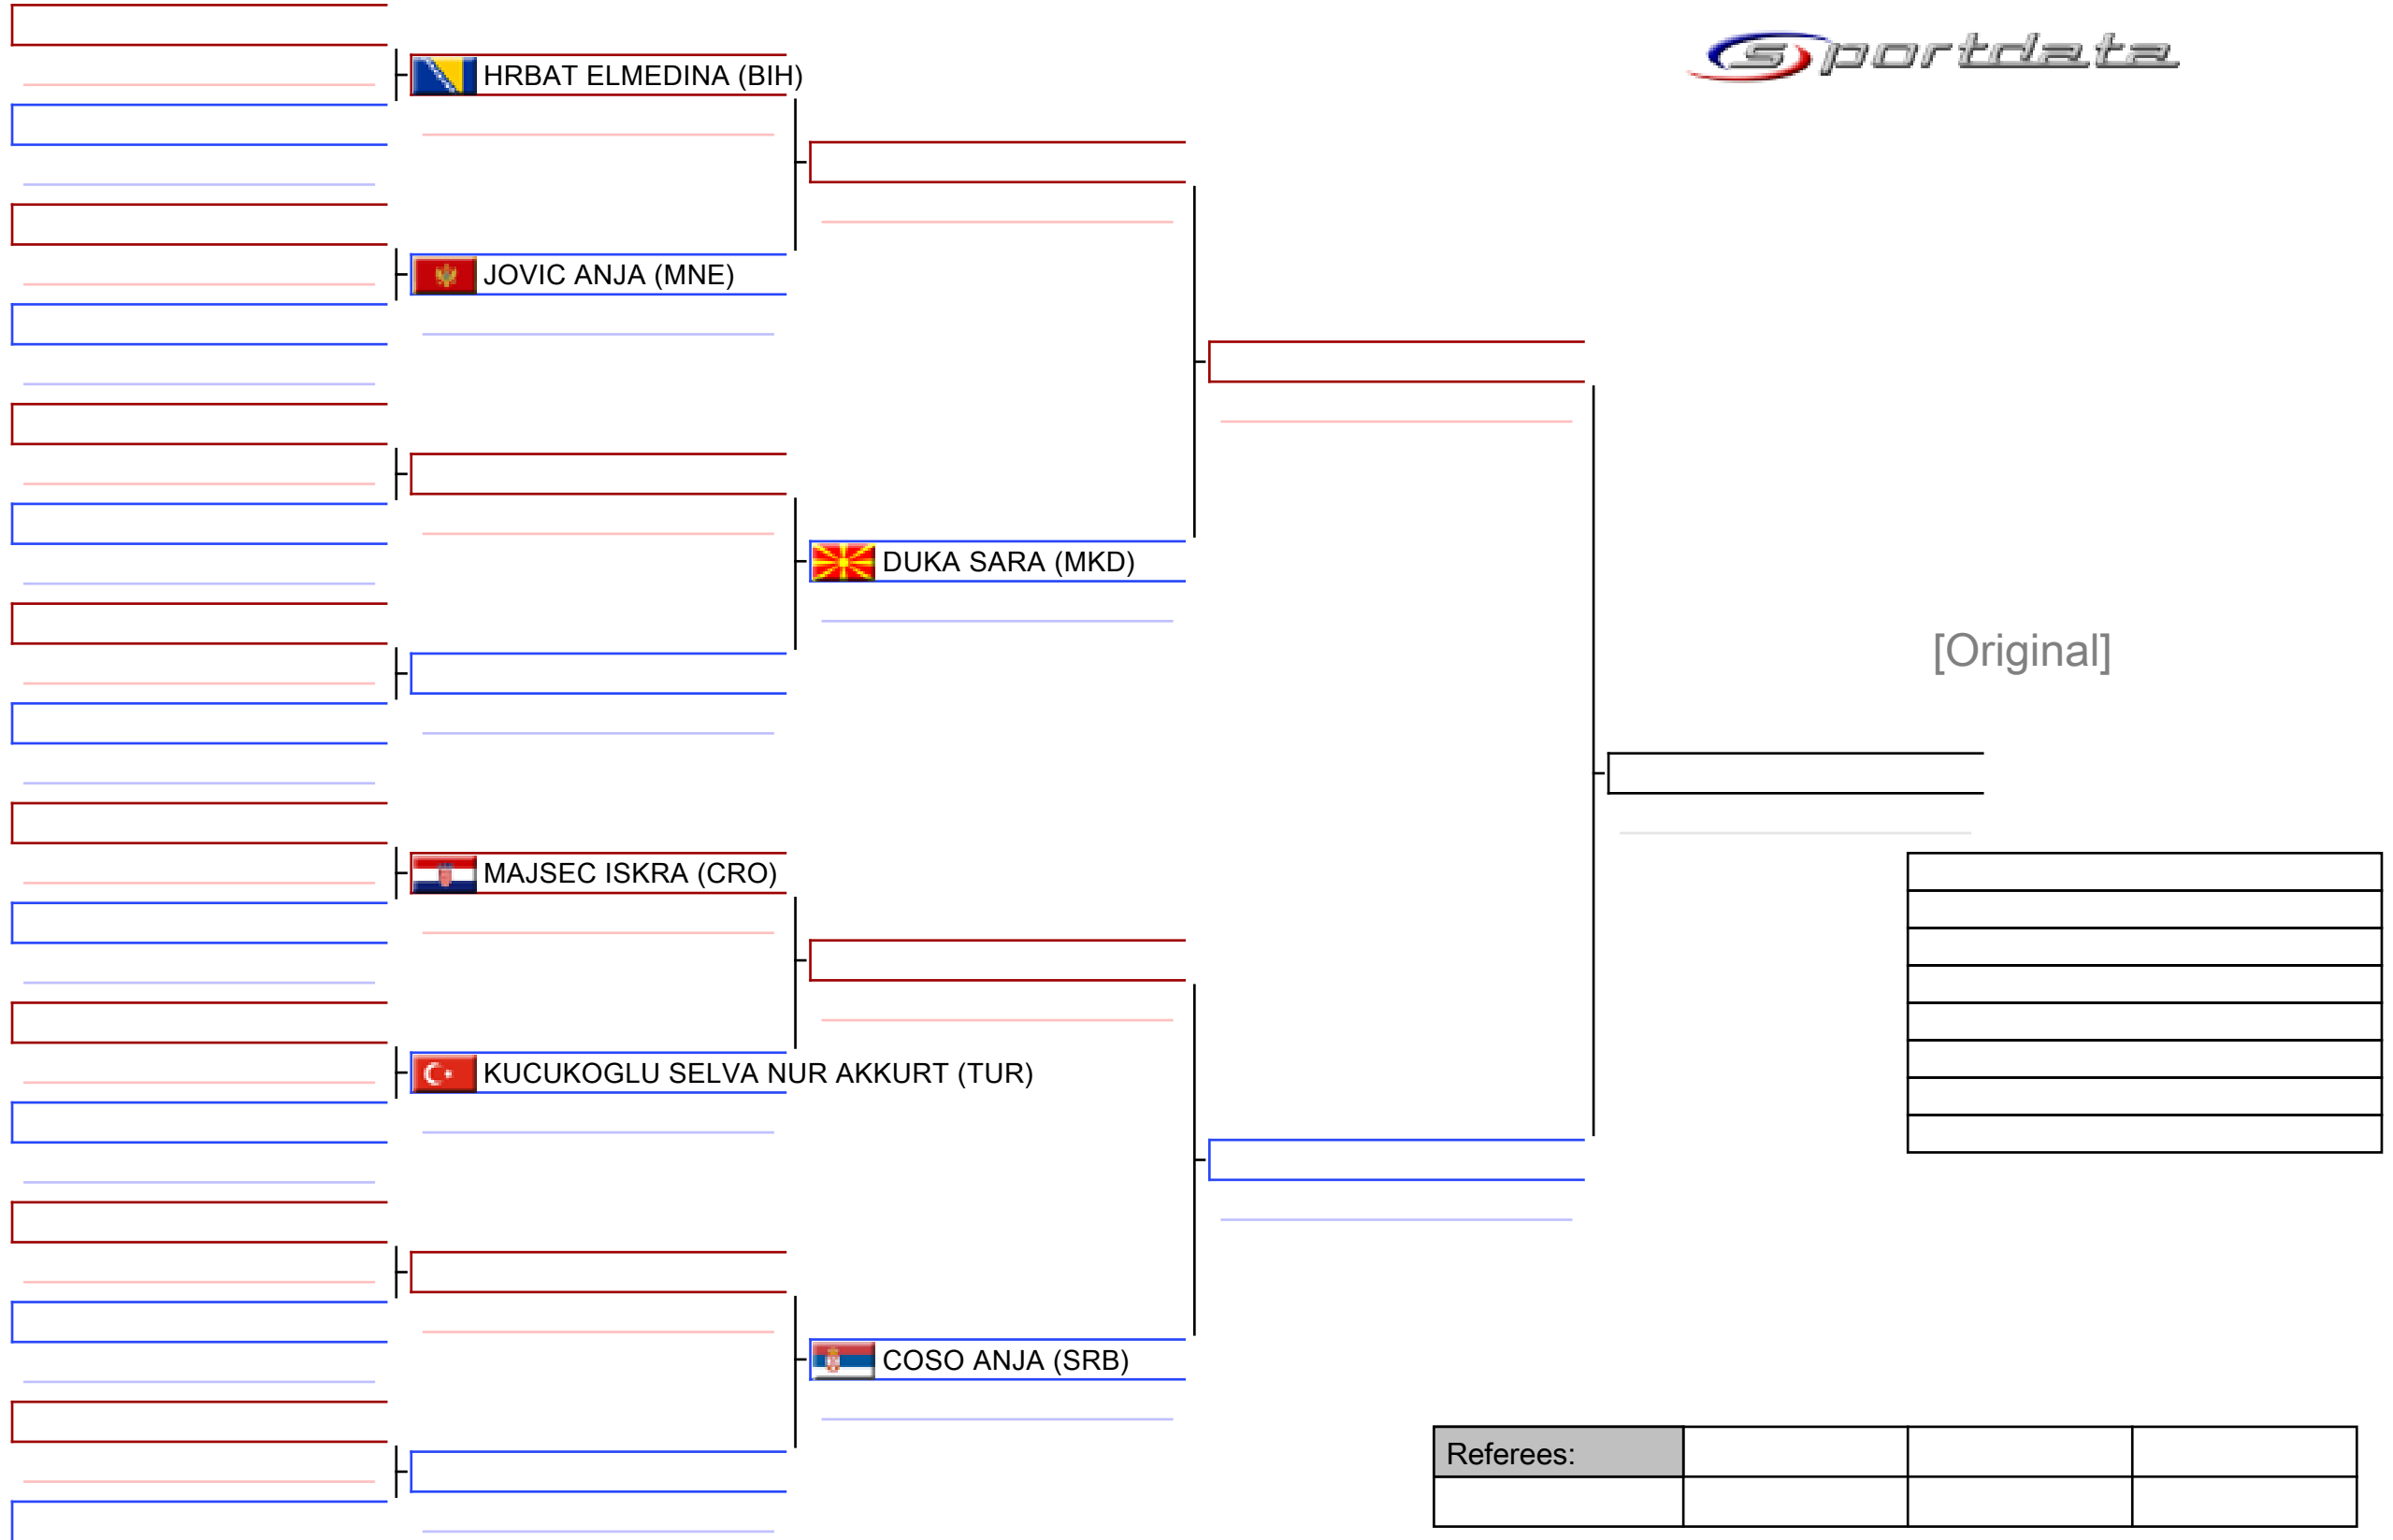 sportdata
HRBAT ELMEDINA (BIH)
JOVIC ANJA (MNE)
DUKA SARA (MKD)
[Original]
MAJSEC ISKRA (CRO)
KUCUKOGLU SELVA NUR AKKURT (TUR)
COSO ANJA (SRB)
Referees: